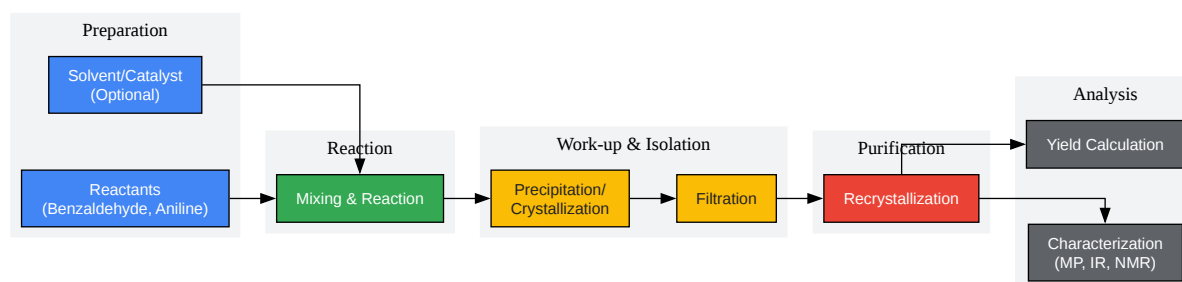 Preparation
Solvent/Catalyst
(Optional)
Reactants
(Benzaldehyde, Aniline)
Reaction
Mixing & Reaction
Work-up & Isolation
Precipitation/
Crystallization
Filtration
Purification
Recrystallization
Analysis
Yield Calculation
Characterization
(MP, IR, NMR)